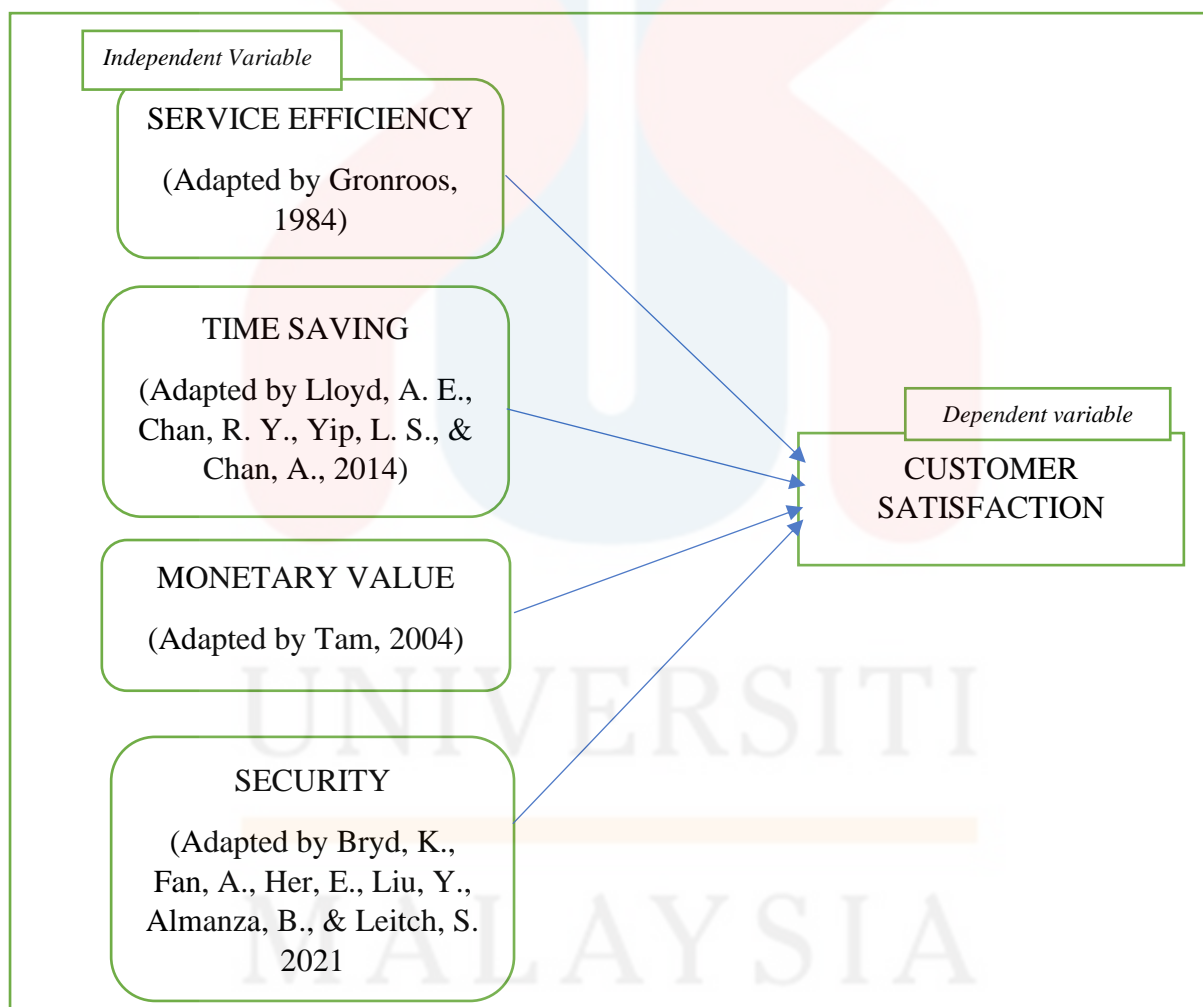 Independent Variable
SERVICE EFFICIENCY
(Adapted by Gronroos,
1984)
TIME SAVING
(Adapted by Lloyd, A. E.,
Chan, R. Y., Yip, L. S., &
Chan, A., 2014)
Dependent variable
CUSTOMER
SATISFACTION
MONETARY VALUE
(Adapted by Tam, 2004)
UNIVERSITI
SECURITY
(Adapted by Bryd, K.,
Fan, A., Her, E., Liu, Y.,
Almanza, B., & Leitch, S.
2021
MALAYSIA